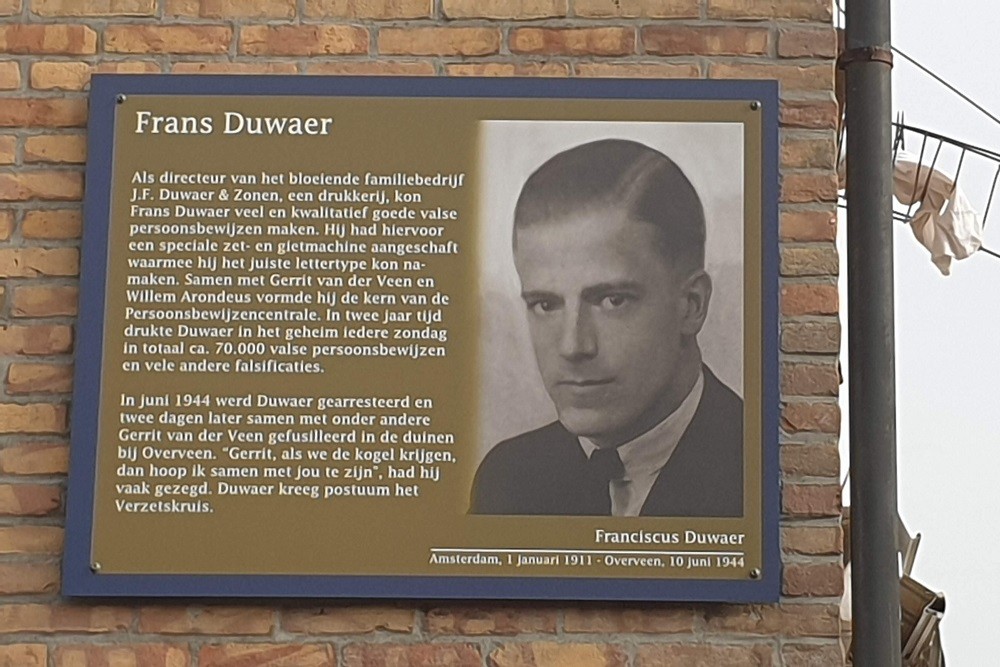 Frans Duwaer
Als directeur van het bloeiende familiebedrijf
J.F. Duwaer & Zonen, een drukkerij, kon
Frans Duwaer veel en kwalitatief goede valse
persoonsbewijzen maken. Hij had hiervoor
een speciale zet- en gietmachine aangeschaft
waarmee hij het juiste lettertype kon na-
maken. Samen met Gerrit van der Veen en
Willem Arondeus vormde hij de kern van de
Persoonsbewijzencentrale. In twee jaar tijd
drukte Duwaer in het geheim iedere zondag
in totaal ca. 70.000 valse persoonsbewijzen
en vele andere falsificaties.
In juni 1944 werd Duwaer gearresteerd en
twee dagen later samen met onder andere
Gerrit van der Veen gefusilleerd in de duinen
bij Overveen. "Gerrit, als we de kogel krijgen,
dan hoop ik samen met jou te zijn", had hij
vaak gezegd. Duwaer kreeg postuum het
Verzetskruis.
Franciscus Duwaer
Amsterdam, 1 januari 1911 - Overveen, 10 juni 1944